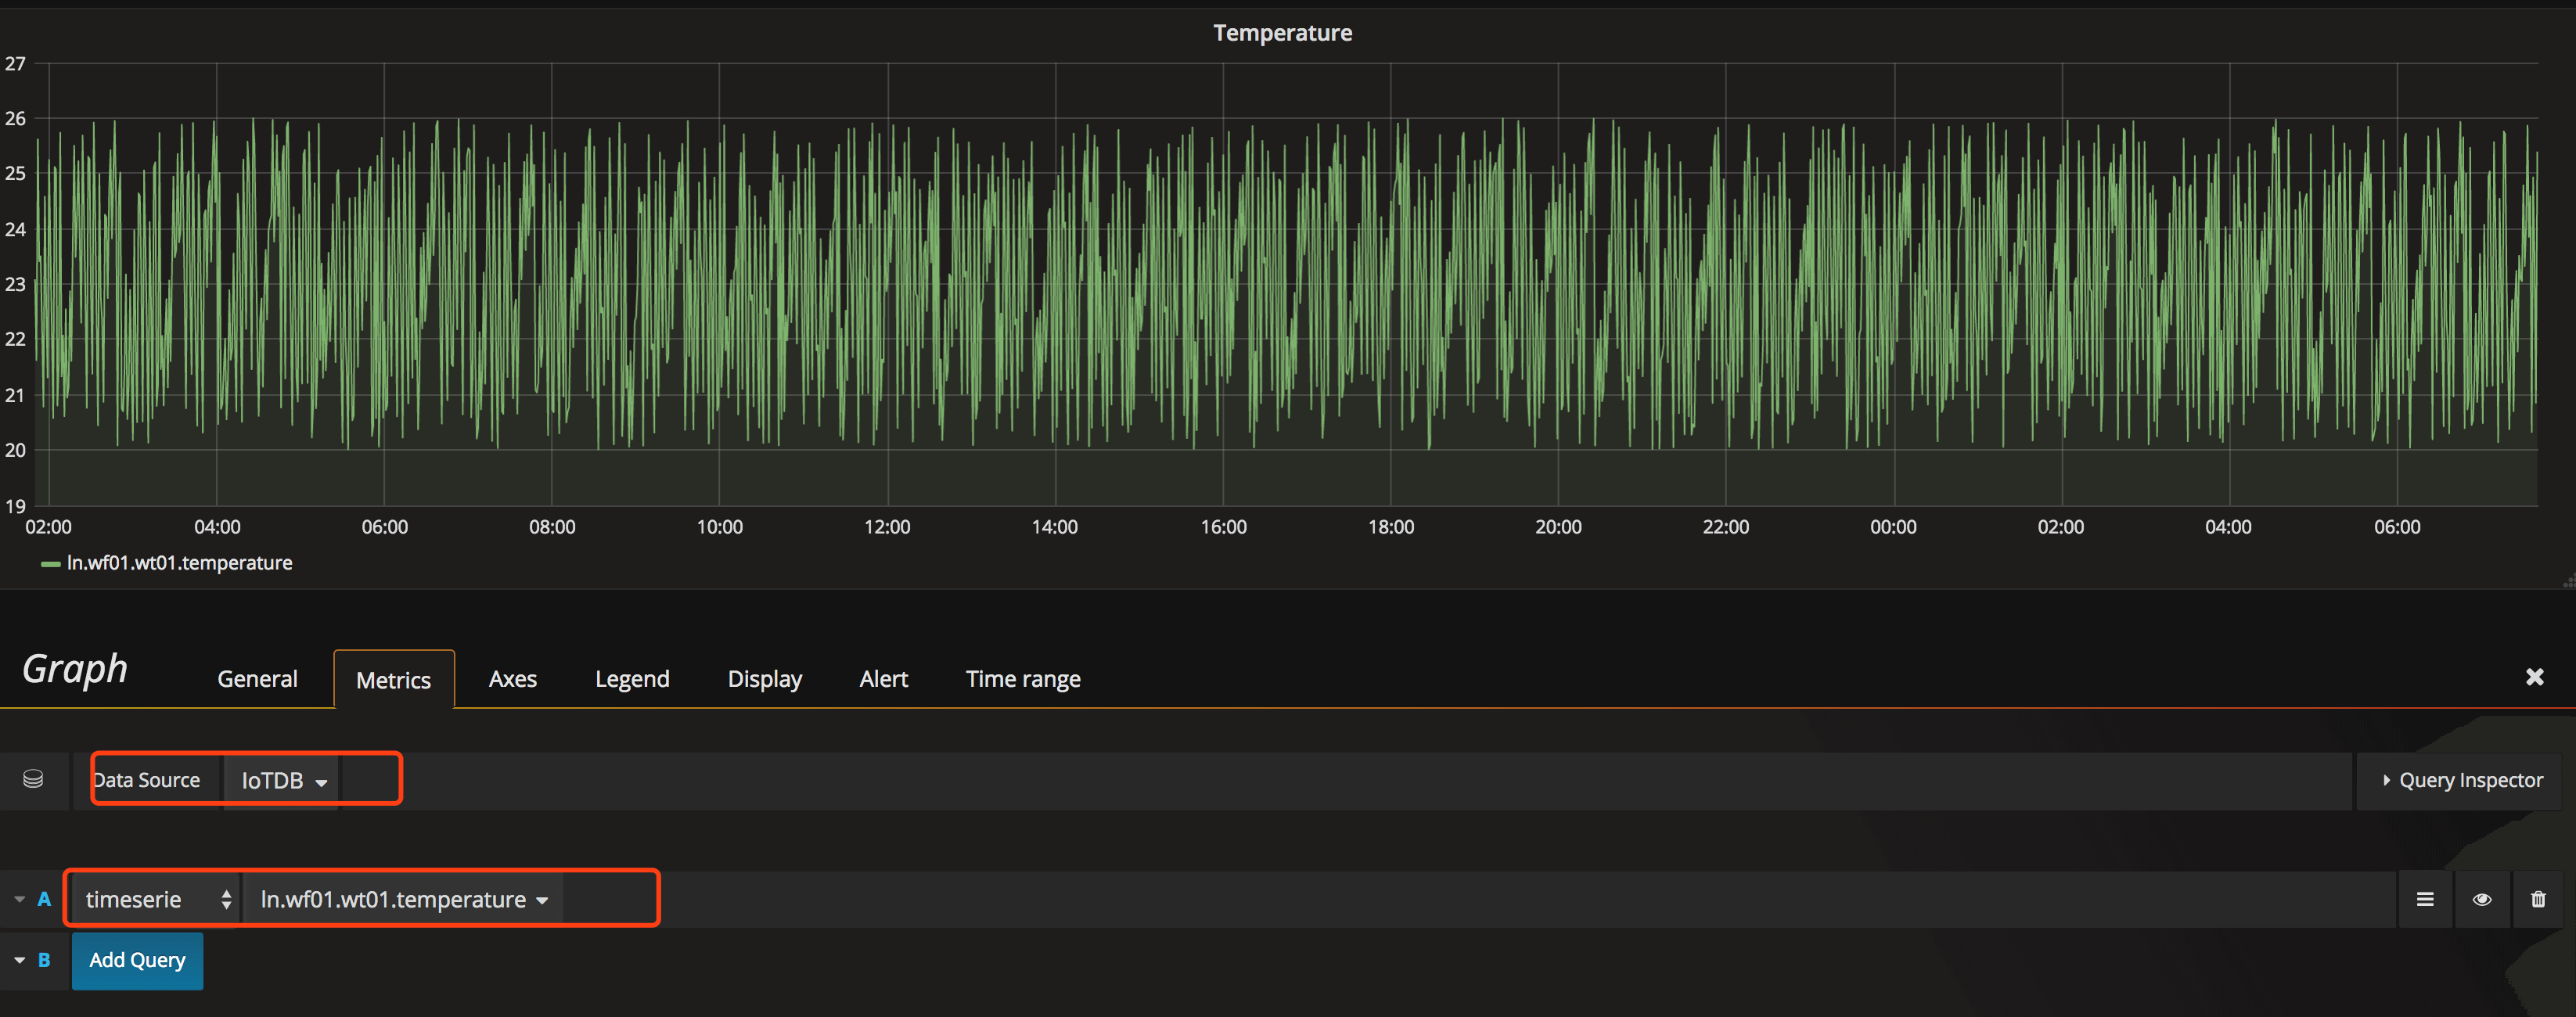 Temperature
27
26
25
24
23
22
21
20
19
02:00 04:00 06:00 08:00 10:00 12:00 14:00 16:00 18:00 20:00 22:00 00:00 02:00 04:00 06:00
ln.wf01.wt01.temperature
Graph General Metrics Axes Legend Display Alert Time range
Data Source IoTDB Query Inspector
A timeserie ln.wf01.wt01.temperature
B Add Query